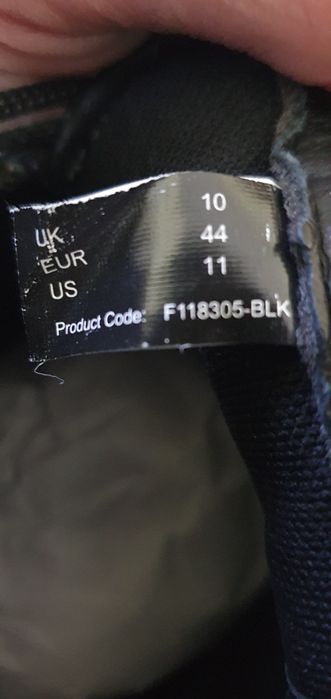 UK 10
EUR 44
US 11
Product Code: F118305-BLK